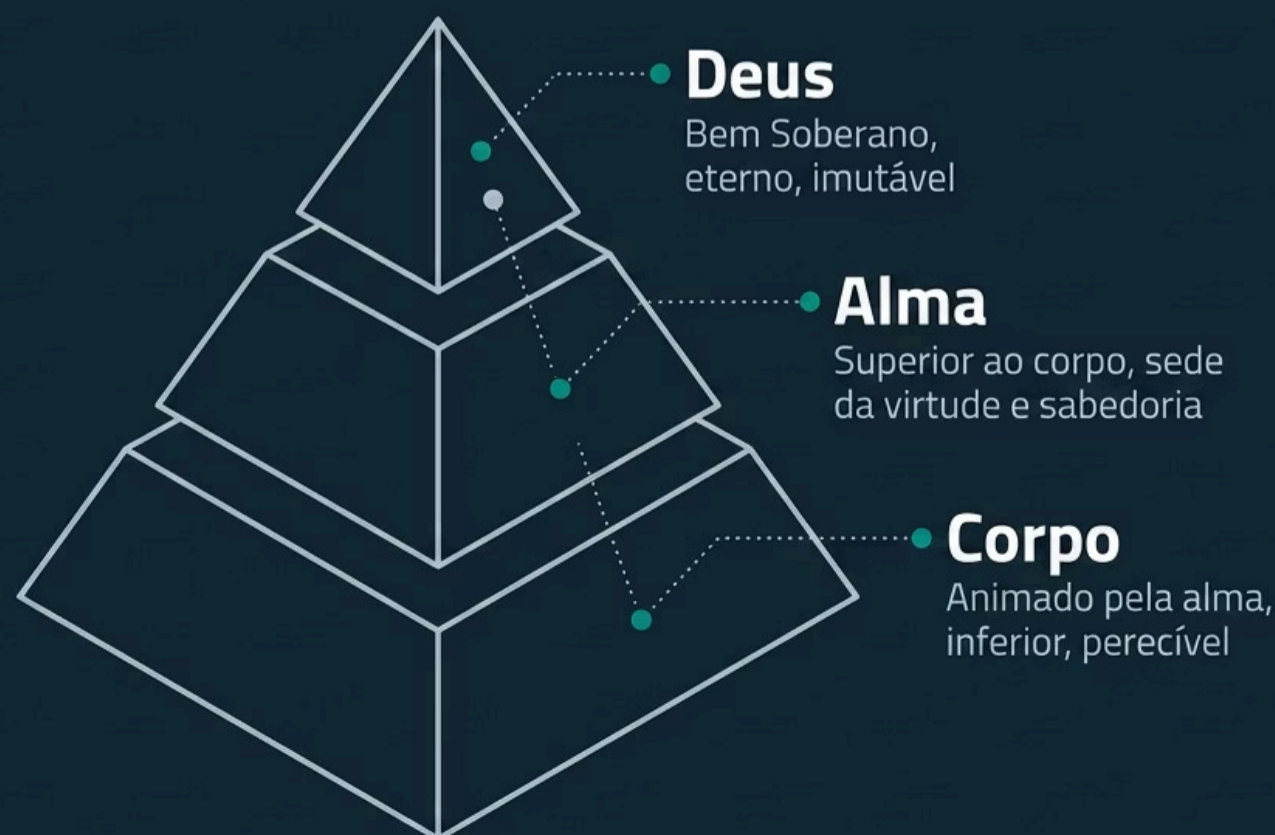 Deus
Bem Soberano,
eterno, imutável
Alma
Superior ao corpo, sede
da virtude e sabedoria
Corpo
Animado pela alma,
inferior, perecível